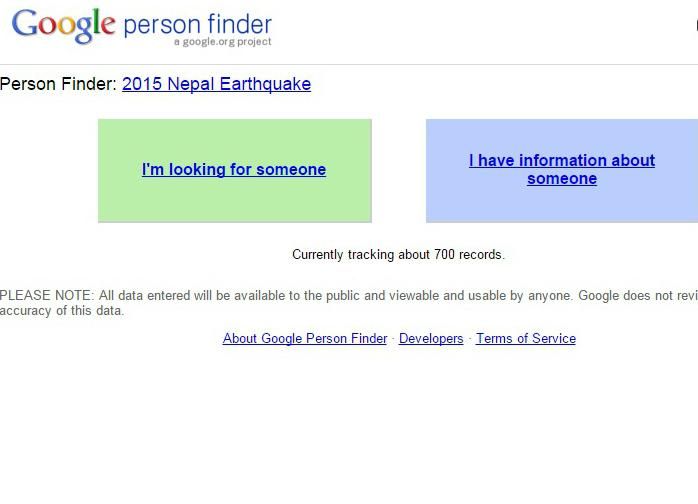 Google person finder
a google.org project
Person Finder: 2015 Nepal Earthquake
I'm looking for someone
I have information about
someone
Currently tracking about 700 records.
PLEASE NOTE: All data entered will be available to the public and viewable and usable by anyone. Google does not revi
accuracy of this data.
About Google Person Finder · Developers · Terms of Service